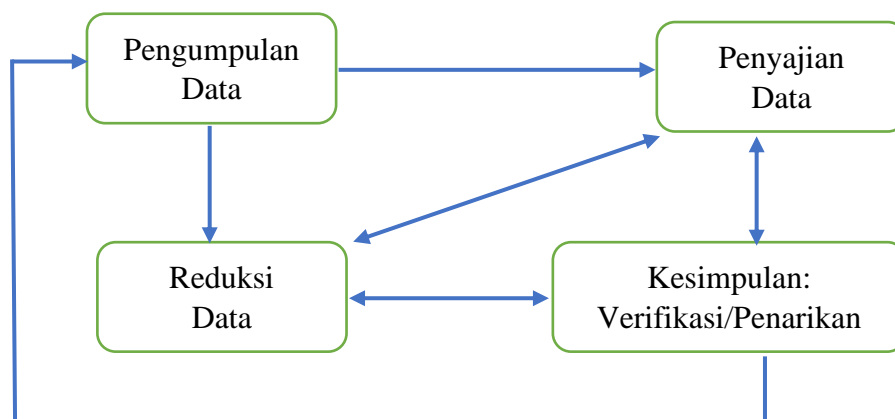 Pengumpulan
Data
Penyajian
Data
Reduksi
Data
Kesimpulan:
Verifikasi/Penarikan